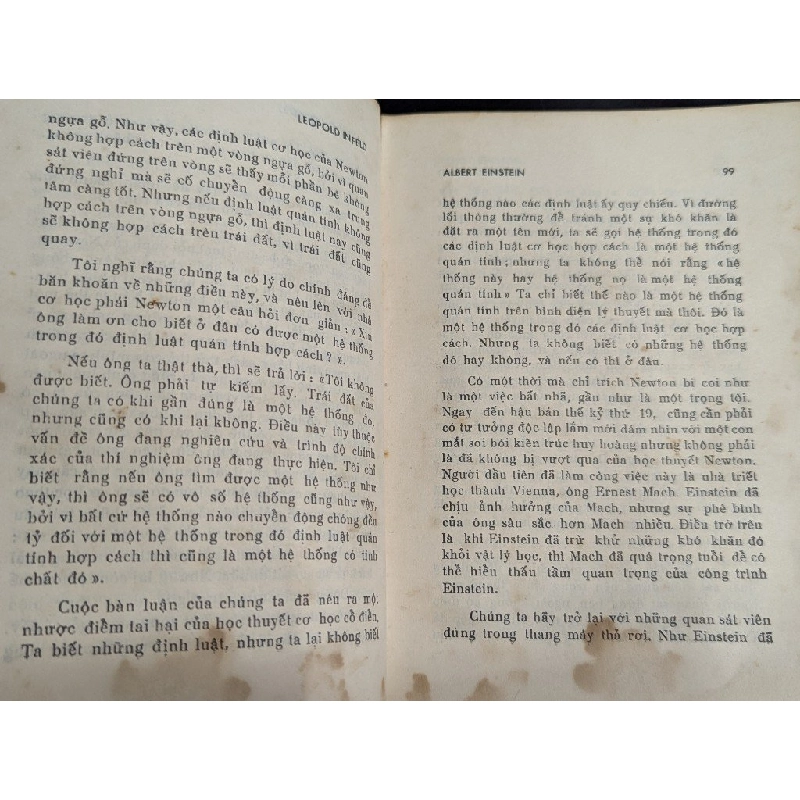 LEOPOLD INFELD
ngựa gỗ. Như vậy, các định luật cơ học của Newton
không hợp cách trên một vòng ngựa gỗ, bởi vì quan
sát viên đứng trên vòng sẽ thấy mỗi phần bé không
đứng nghỉ mà sẽ có chuyển động càng xa trung
tâm càng tốt. Nhưng nếu định luật quán tính không
hợp cách trên vòng ngựa gỗ, thì định luật này cũng
sẽ không hợp cách trên trái đất, vì trái đất cũng
quay.
Tôi nghĩ rằng chúng ta có lý do chính đáng để
băn khoăn về những điều này, và nêu lên với nhà
cơ học phái Newton một câu hỏi đơn giản : « Xin
ông làm ơn cho biết ở đâu có được một hệ thống
trong đó định luật quán tính hợp cách ? ».
Nếu ông ta thật thà, thì sẽ trả lời : «Tôi không
được biết. Ông phải tự kiếm lấy. Trái đất của
chúng ta có khi gần đúng là một hệ thống đó,
nhưng cũng có khi lại không. Điều này tùy thuộc
vấn đề ông đang nghiên cứu và trình độ chính
xác của thí nghiệm ông đang thực hiện. Tôi chỉ
biết rằng nếu ông tìm được một hệ thống như
vậy, thì ông sẽ có vô số hệ thống cũng như vậy,
bởi vì bất cứ hệ thống nào chuyển động chóng đều
lỷ đối với một hệ thống trong đó định luật quán
tính hợp cách thì cũng là một hệ thống có tính
chất đó ».
Cuộc bàn luận của chúng ta đã nêu ra một
nhược điểm tai hại của học thuyết cơ học cổ điển.
Ta biết những định luật, nhưng ta lại không biết
ALBERT EINSTEIN 99
hệ thống nào các định luật ấy quy chiếu. Vì đường
lối thông thường để tránh một sự khó khăn là
đặt ra một tên mới, ta sẽ gọi hệ thống trong đó
các định luật cơ học hợp cách là một hệ thống
quán tính ; nhưng ta không thể nói rằng « hệ
thống này hay hệ thống nọ là một hệ thống
quán tính » Ta chỉ biết thế nào là một hệ thống
quán tính trên bình diện lý thuyết mà thôi. Đó là
một hệ thống trong đó các định luật cơ học hợp
cách. Nhưng ta không biết có những hệ thống
đó hay không, và nếu có thì ở đâu.
Có một thời mà chỉ trích Newton bị coi như
là một việc bất nhã, gần như là một trọng tội.
Ngay đến hậu bán thế kỷ thứ 19, cũng cần phải
có tư tưởng độc lập lắm mới dám nhìn với một con
mắt soi bói kiến trúc huy hoàng nhưng không phải
là đã không bị vượt qua của học thuyết Newton.
Người đầu tiên đã làm công việc này là nhà triết
học thành Vienna, ông Ernest Mach. Einstein đã
chịu ảnh hưởng của Mach, nhưng sự phê bình
của ông sâu sắc hơn Mach nhiều. Điều trớ trêu
là khi Einstein đã trừ khử những khó khăn đó
khỏi vật lý học, thì Mach đã quá trọng tuổi để có
thể hiểu thấu tầm quan trọng của công trình
Einstein.
Chúng ta hãy trở lại với những quan sát viên
đứng trong thang máy thả rơi. Như Einstein đã